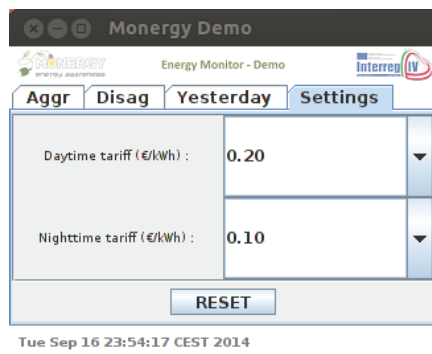 Monergy Demo
MONERGY
energy awareness
Energy Monitor - Demo
Interreg IV
Aggr Disag Yesterday Settings
Daytime tariff (€/kWh) : 0.20
Nighttime tariff (€/kWh) : 0.10
RESET
Tue Sep 16 23:54:17 CEST 2014